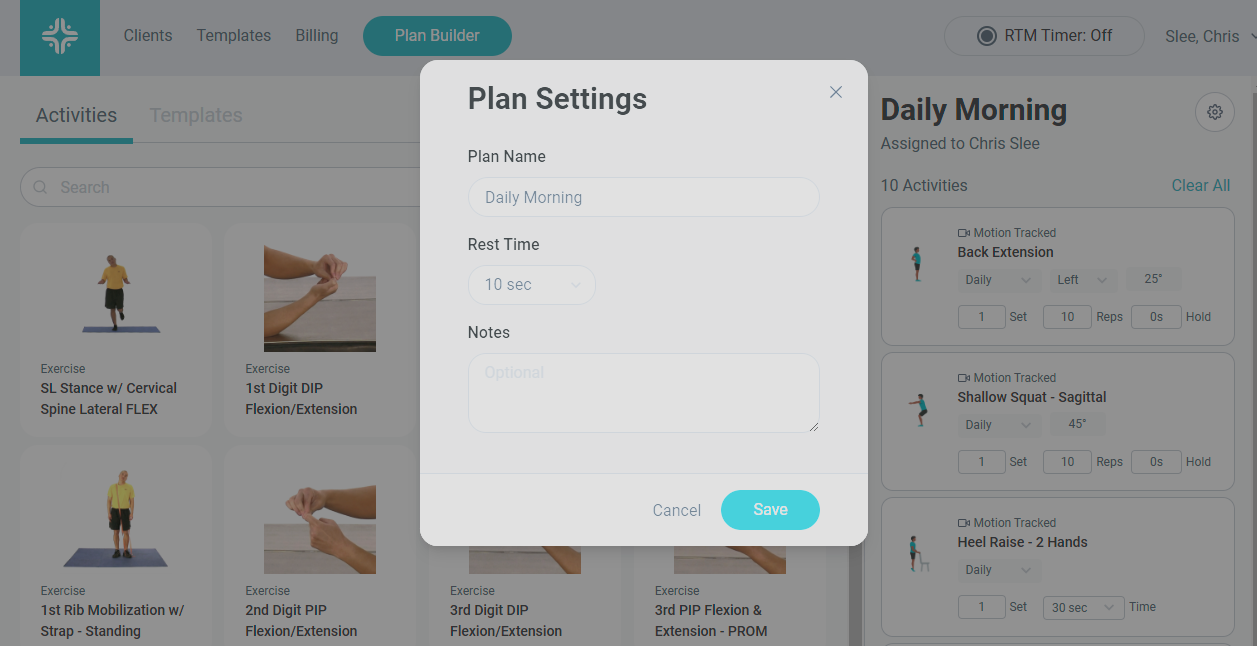 Clients
Templates
Billing
Plan Builder
RTM Timer: Off
Slee, Chris
Activities
Templates
Search
Exercise
SL Stance w/ Cervical
Spine Lateral FLEX
Exercise
1st Digit DIP
Flexion/Extension
Exercise
1st Rib Mobilization w/
Strap - Standing
Exercise
2nd Digit PIP
Flexion/Extension
Exercise
3rd Digit DIP
Flexion/Extension
Exercise
3rd PIP Flexion &
Extension - PROM
Plan Settings
Plan Name
Daily Morning
Rest Time
10 sec
Notes
Optional
Cancel
Save
Daily Morning
Assigned to Chris Slee
10 Activities
Clear All
Motion Tracked
Back Extension
Daily
Left
25°
1 Set
10 Reps
0s Hold
Motion Tracked
Shallow Squat - Sagittal
Daily
45°
1 Set
10 Reps
0s Hold
Motion Tracked
Heel Raise - 2 Hands
Daily
1 Set
30 sec Time